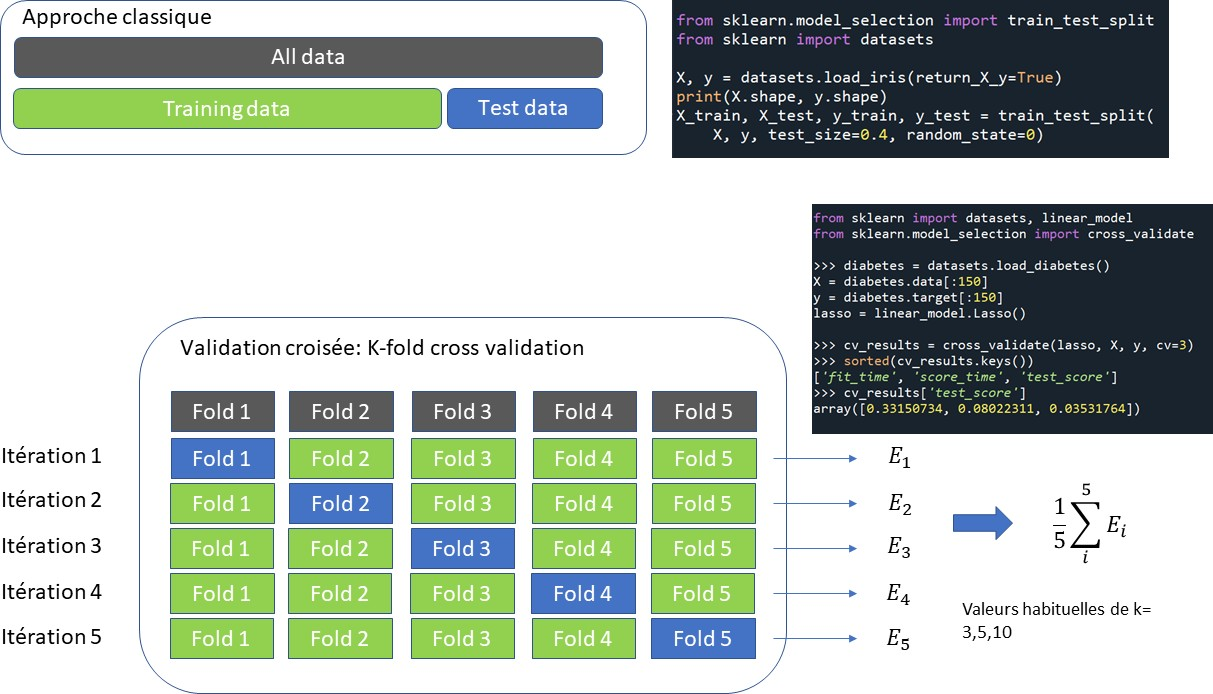 Approche classique
All data
Training data
Test data
from sklearn.model_selection import train_test_split
from sklearn import datasets
X, y = datasets.load_iris(return_X_y=True)
print(X.shape, y.shape)
X_train, X_test, y_train, y_test = train_test_split(
X, y, test_size=0.4, random_state=0)
from sklearn import datasets, linear_model
from sklearn.model_selection import cross_validate
>>> diabetes = datasets.load_diabetes()
X = diabetes.data[:150]
y = diabetes.target[:150]
lasso = linear_model.Lasso()
>>> cv_results = cross_validate(lasso, X, y, cv=3)
>>> sorted(cv_results.keys())
['fit_time', 'score_time', 'test_score']
>>> cv_results['test_score']
array([0.33150734, 0.08022311, 0.03531764])
Validation croisée: K-fold cross validation
Fold 1 Fold 2 Fold 3 Fold 4 Fold 5
Itération 1 Fold 1 Fold 2 Fold 3 Fold 4 Fold 5 E₁
Itération 2 Fold 1 Fold 2 Fold 3 Fold 4 Fold 5 E₂
Itération 3 Fold 1 Fold 2 Fold 3 Fold 4 Fold 5 E₃
Itération 4 Fold 1 Fold 2 Fold 3 Fold 4 Fold 5 E₄
Itération 5 Fold 1 Fold 2 Fold 3 Fold 4 Fold 5 E₅
5
1
5 ∑ Eᵢ
i
Valeurs habituelles de k=
3,5,10